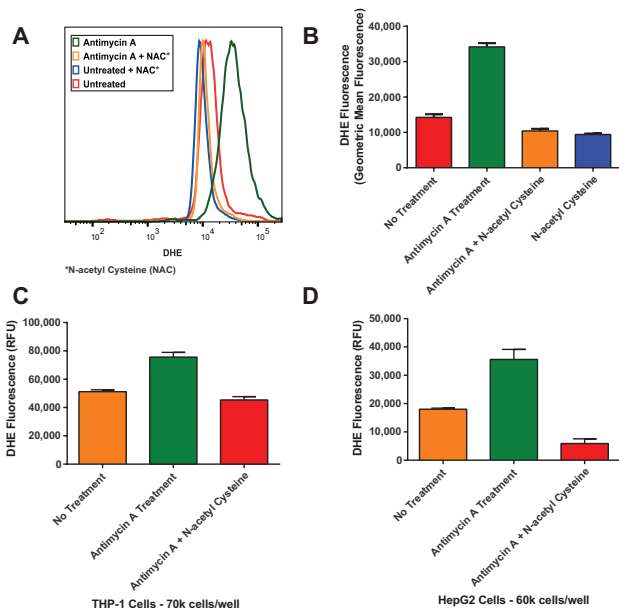 A
Antimycin A
Antimycin A + NAC*
Untreated + NAC*
Untreated
10² 10³ 10⁴ 10⁵
DHE
*N-acetyl Cysteine (NAC)
B
DHE Fluorescence
(Geometric Mean Fluorescence)
40,000
30,000
20,000
10,000
0
No Treatment
Antimycin A Treatment
Antimycin A + N-acetyl Cysteine
N-acetyl Cysteine
C
DHE Fluorescence (RFU)
100,000
80,000
60,000
40,000
20,000
0
No Treatment
Antimycin A Treatment
Antimycin A + N-acetyl Cysteine
THP-1 Cells - 70k cells/well
D
DHE Fluorescence (RFU)
50,000
40,000
30,000
20,000
10,000
0
No Treatment
Antimycin A Treatment
Antimycin A + N-acetyl Cysteine
HepG2 Cells - 60k cells/well